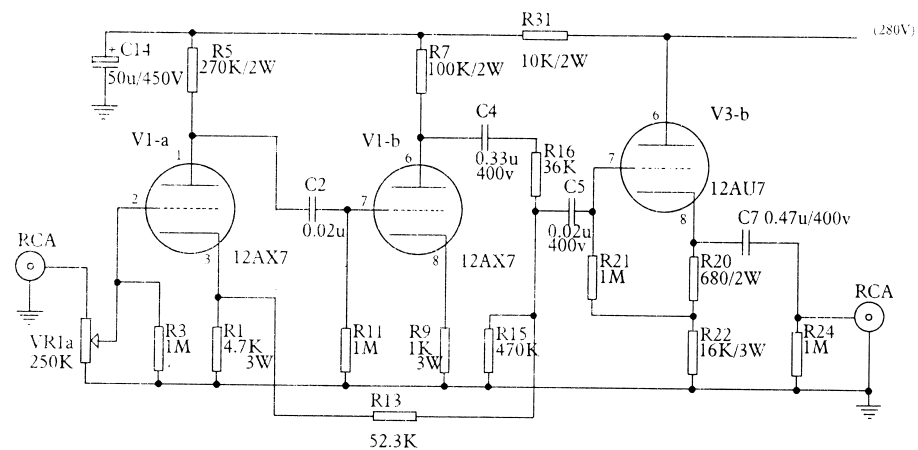 R31
(280V)
+
C14
50u/450V
R5
270K/2W
R7
100K/2W
10K/2W
V1-a
V1-b
C4
V3-b
1
6
6
0.33u
400v
R16
36K
7
2
C2
7
C5
12AU7
8
0.02u
0.02u
400v
C7 0.47u/400v
RCA
3
12AX7
8
12AX7
R21
1M
R20
680/2W
RCA
VR1a
250K
R3
1M
R1
4.7K
3W
R11
1M
R9
1K
3W
R15
470K
R22
16K/3W
R24
1M
R13
52.3K